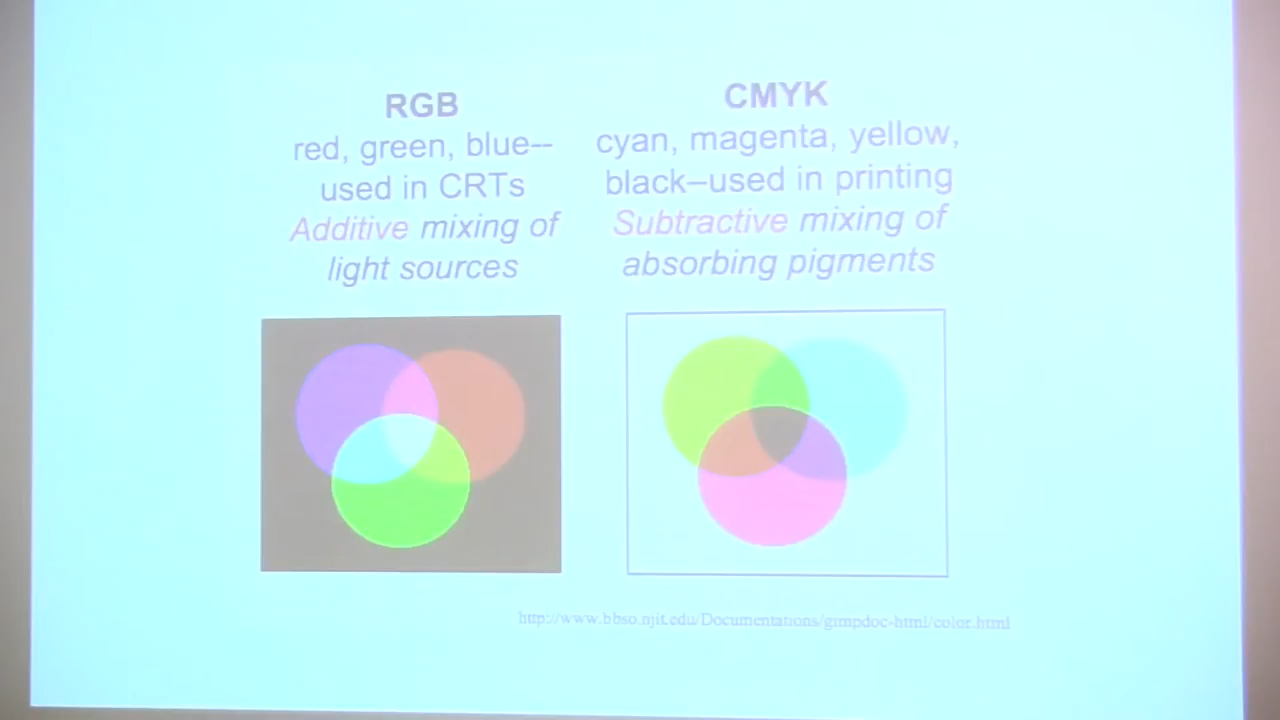 RGB
red, green, blue--
used in CRTs
Additive mixing of
light sources
CMYK
cyan, magenta, yellow,
black–used in printing
Subtractive mixing of
absorbing pigments
http://www.bbso.njit.edu/Documentations/gimpdoc-html/color.html